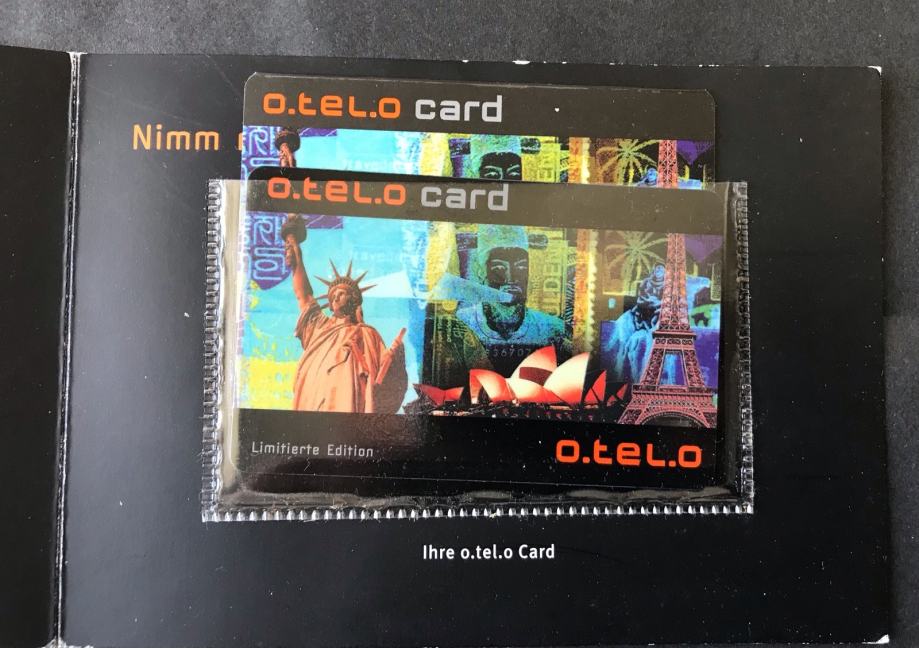 o.tel.o card
Nimm
o.tel.o card
Limitierte Edition
o.tel.o
Ihre o.tel.o Card